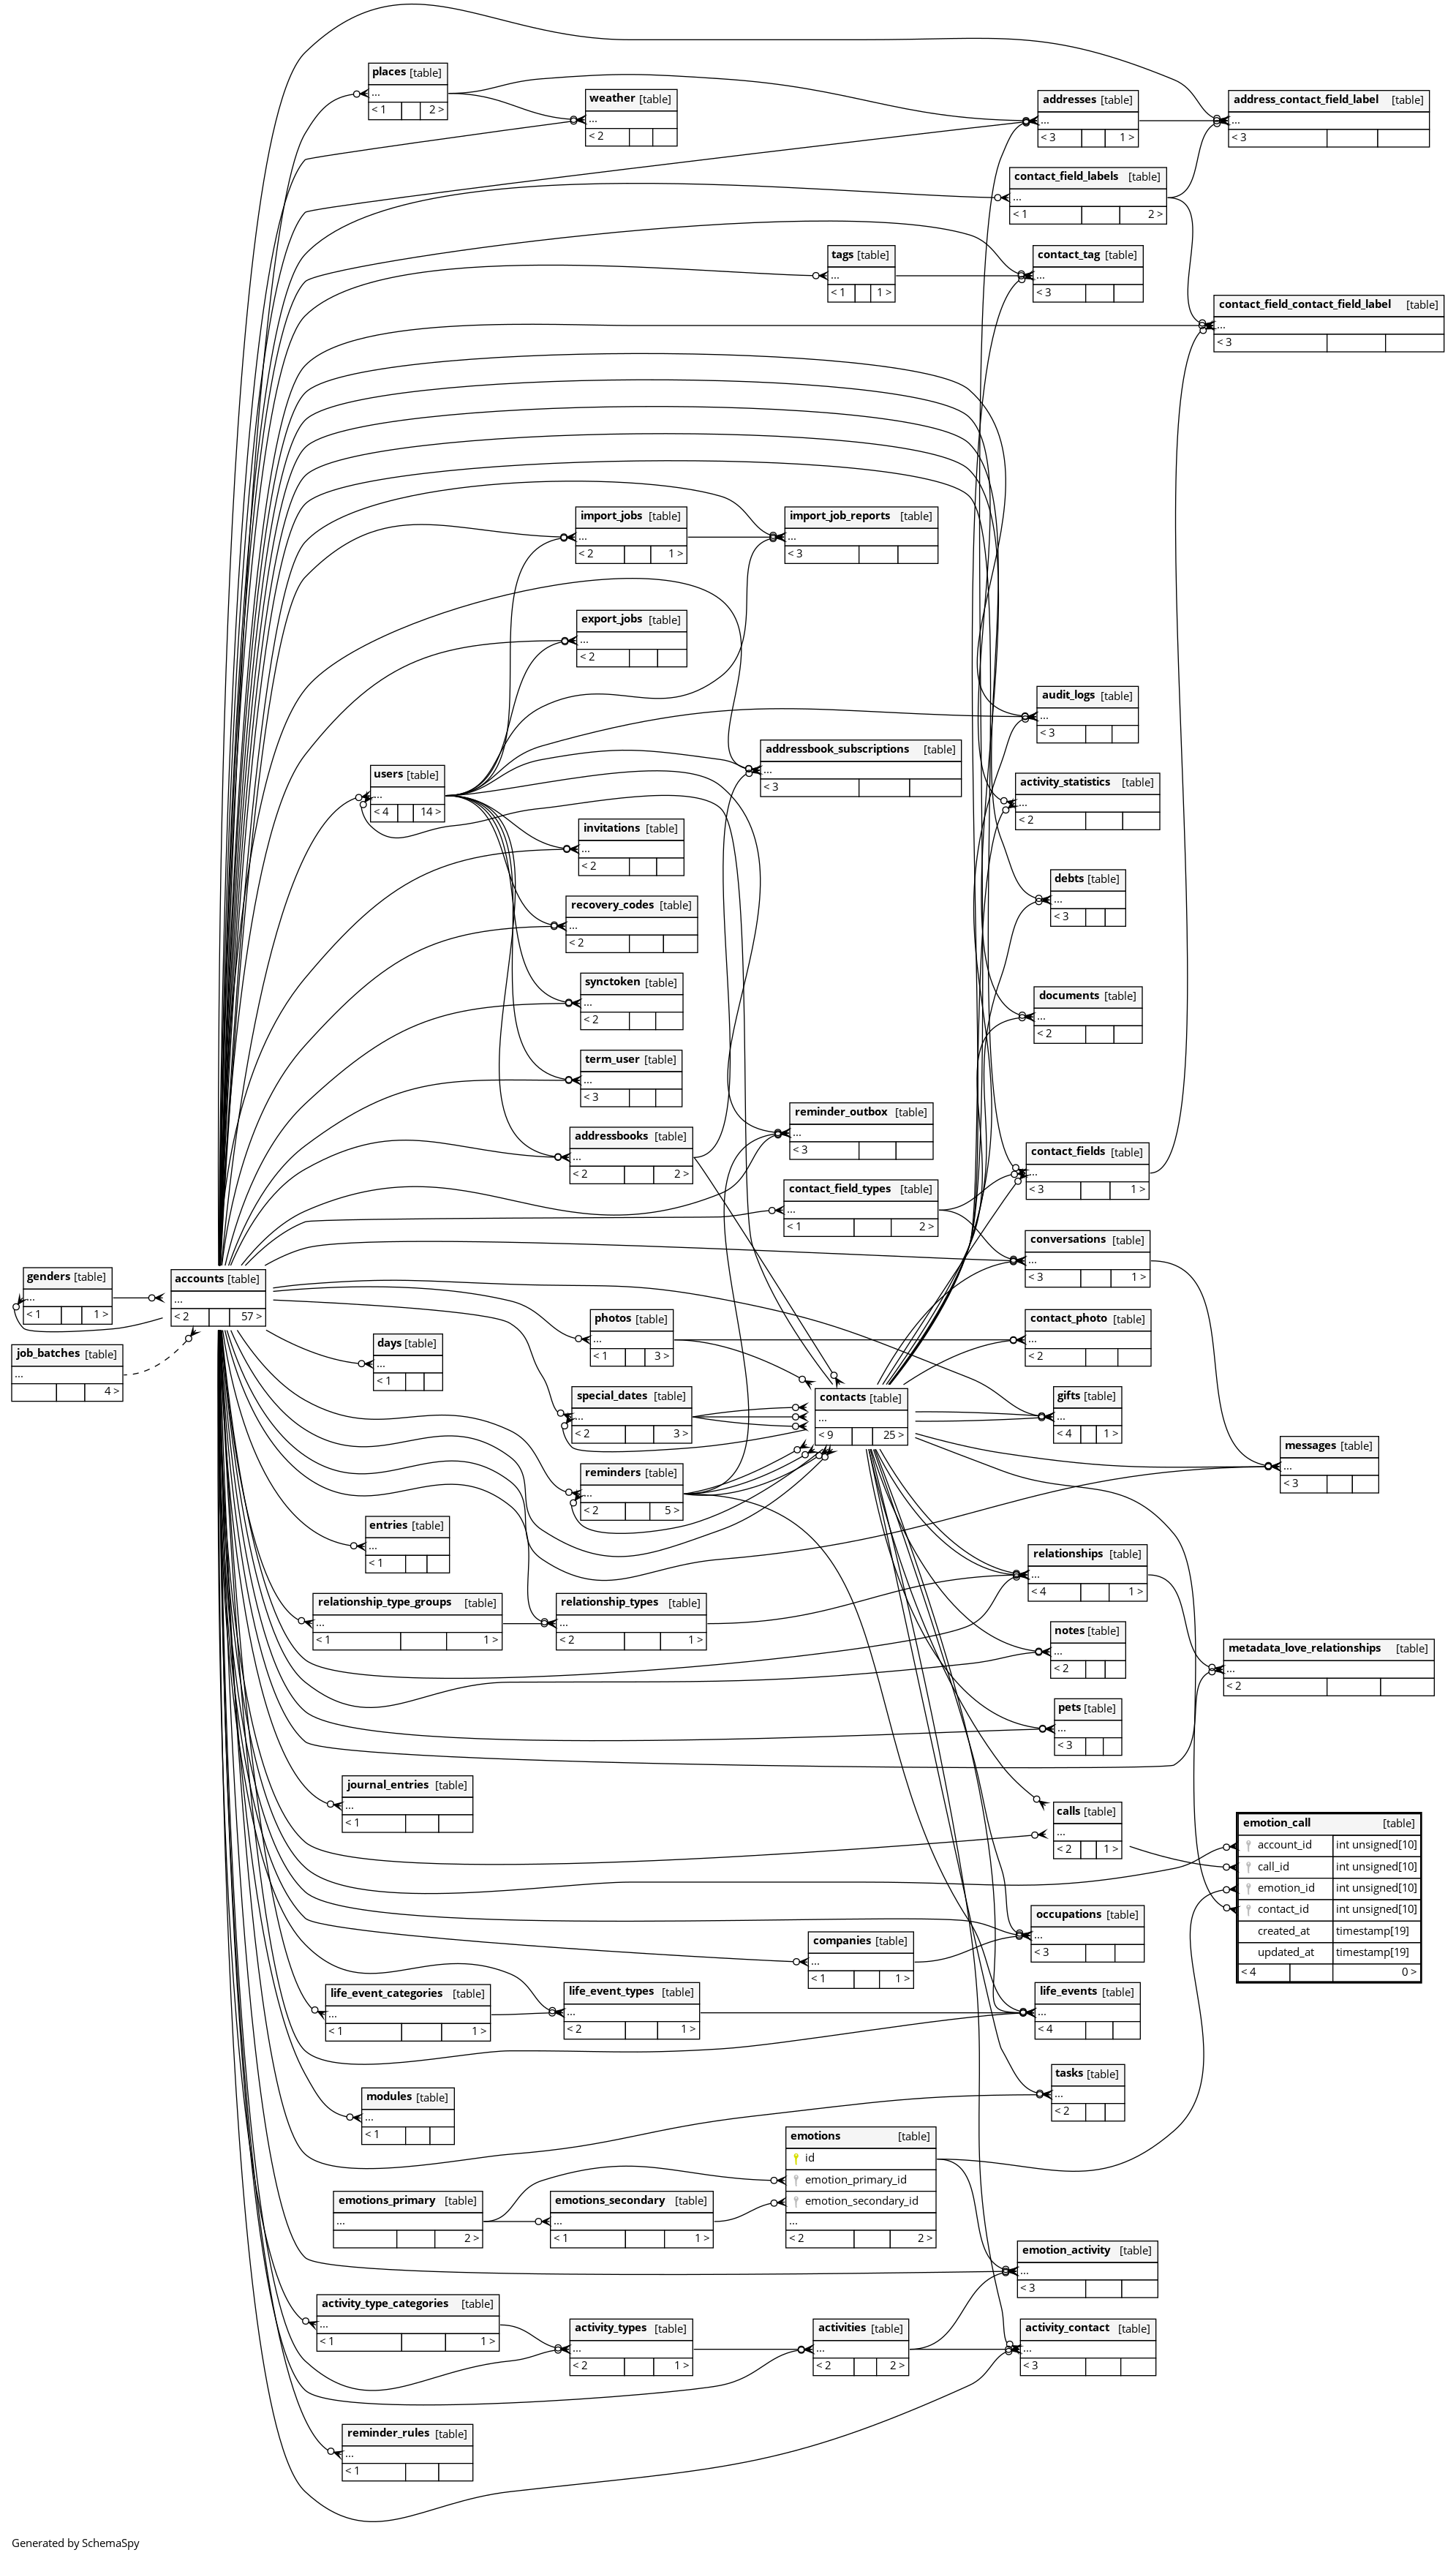 places [table]
...
< 1 2 >
weather [table]
...
< 2
addresses [table]
...
< 3 1 >
address_contact_field_label [table]
...
< 3
contact_field_labels [table]
...
< 1 2 >
tags [table]
...
< 1 1 >
contact_tag [table]
...
< 3
contact_field_contact_field_label [table]
...
< 3
import_jobs [table]
...
< 2 1 >
import_job_reports [table]
...
< 3
export_jobs [table]
...
< 2
audit_logs [table]
...
< 3
addressbook_subscriptions [table]
...
< 3
users [table]
...
< 4 14 >
activity_statistics [table]
...
< 2
invitations [table]
...
< 2
debts [table]
...
< 3
recovery_codes [table]
...
< 2
synctoken [table]
...
< 2
documents [table]
...
< 2
term_user [table]
...
< 3
reminder_outbox [table]
...
< 3
addressbooks [table]
...
< 2 2 >
contact_fields [table]
...
< 3 1 >
contact_field_types [table]
...
< 1 2 >
conversations [table]
...
< 3 1 >
genders [table]
...
< 1 1 >
accounts [table]
...
< 2 57 >
photos [table]
...
< 1 3 >
contact_photo [table]
...
< 2
job_batches [table]
...
4 >
days [table]
...
< 1
special_dates [table]
...
< 2 3 >
contacts [table]
...
< 9 25 >
gifts [table]
...
< 4 1 >
messages [table]
...
< 3
reminders [table]
...
< 2 5 >
entries [table]
...
< 1
relationships [table]
...
< 4 1 >
relationship_type_groups [table]
...
< 1 1 >
relationship_types [table]
...
< 2 1 >
notes [table]
...
< 2
metadata_love_relationships [table]
...
< 2
pets [table]
...
< 3
journal_entries [table]
...
< 1
calls [table]
...
< 2 1 >
emotion_call [table]
account_id int unsigned[10]
call_id int unsigned[10]
emotion_id int unsigned[10]
contact_id int unsigned[10]
created_at timestamp[19]
updated_at timestamp[19]
< 4 0 >
occupations [table]
...
< 3
companies [table]
...
< 1 1 >
life_event_categories [table]
...
< 1 1 >
life_event_types [table]
...
< 2 1 >
life_events [table]
...
< 4
tasks [table]
...
< 2
modules [table]
...
< 1
emotions [table]
id
emotion_primary_id
emotion_secondary_id
...
< 2 2 >
emotions_primary [table]
...
2 >
emotions_secondary [table]
...
< 1 1 >
emotion_activity [table]
...
< 3
activity_type_categories [table]
...
< 1 1 >
activity_types [table]
...
< 2 1 >
activities [table]
...
< 2 2 >
activity_contact [table]
...
< 3
reminder_rules [table]
...
< 1
Generated by SchemaSpy